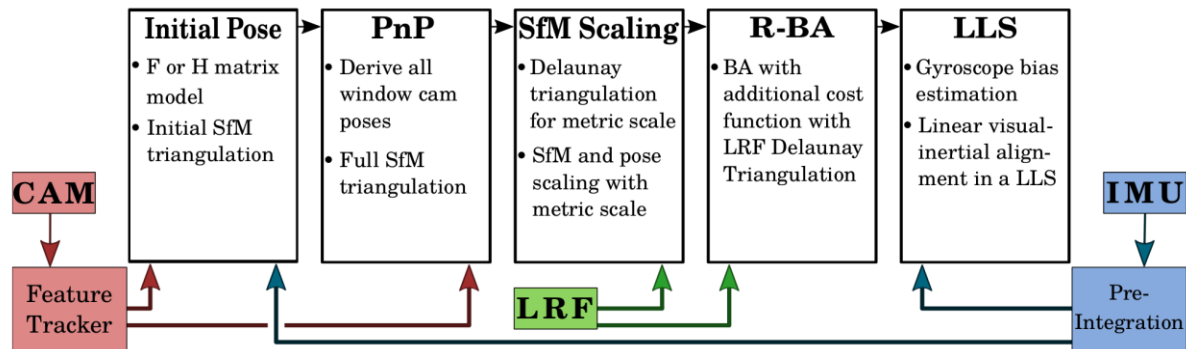 Initial Pose
• F or H matrix
model
• Initial SfM
triangulation
PnP
• Derive all
window cam
poses
• Full SfM
triangulation
SfM Scaling
• Delaunay
triangulation
for metric scale
• SfM and pose
scaling with
metric scale
R-BA
• BA with
additional cost
function with
LRF Delaunay
Triangulation
LLS
• Gyroscope bias
estimation
• Linear visual-
inertial align-
ment in a LLS
CAM
Feature
Tracker
LRF
IMU
Pre-
Integration